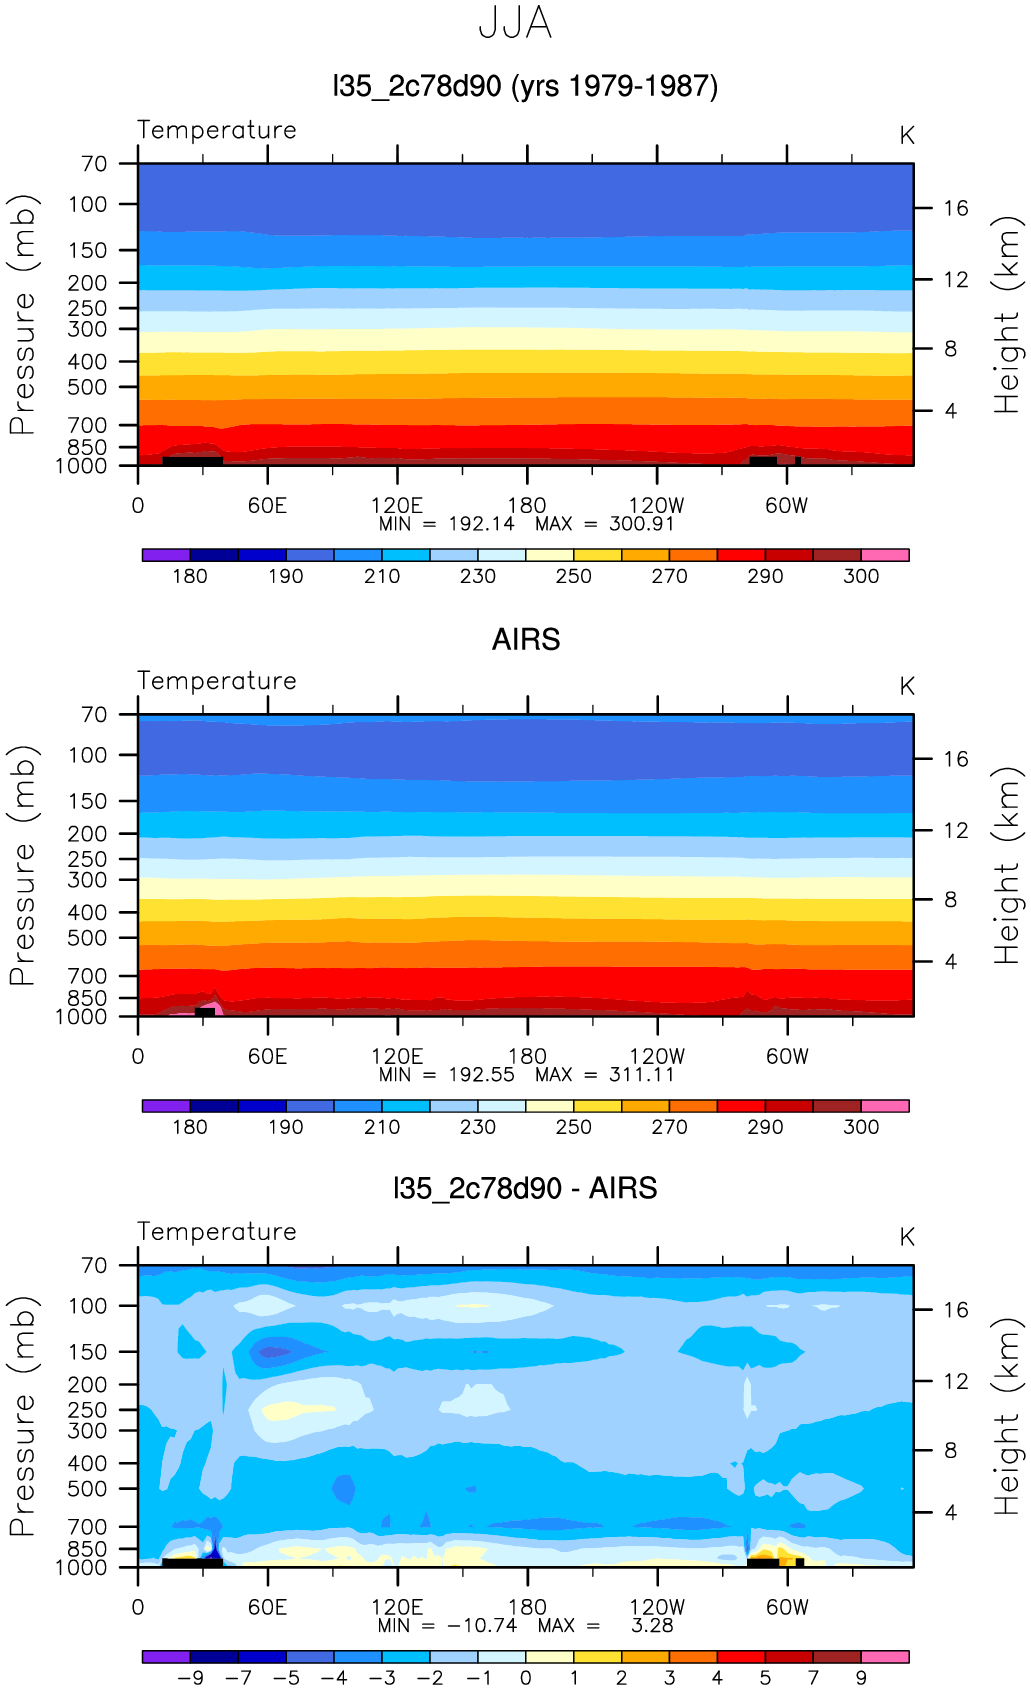 JJA
l35_2c78d90 (yrs 1979-1987)
Temperature K
70
100
150
200
250
300
400
500
700
850
1000
Pressure (mb)
16
12
8
4
Height (km)
0 60E 120E 180 120W 60W
MIN = 192.14 MAX = 300.91
180 190 210 230 250 270 290 300
AIRS
Temperature K
70
100
150
200
250
300
400
500
700
850
1000
Pressure (mb)
16
12
8
4
Height (km)
0 60E 120E 180 120W 60W
MIN = 192.55 MAX = 311.11
180 190 210 230 250 270 290 300
l35_2c78d90 - AIRS
Temperature K
70
100
150
200
250
300
400
500
700
850
1000
Pressure (mb)
16
12
8
4
Height (km)
0 60E 120E 180 120W 60W
MIN = −10.74 MAX = 3.28
−9 −7 −5 −4 −3 −2 −1 0 1 2 3 4 5 7 9